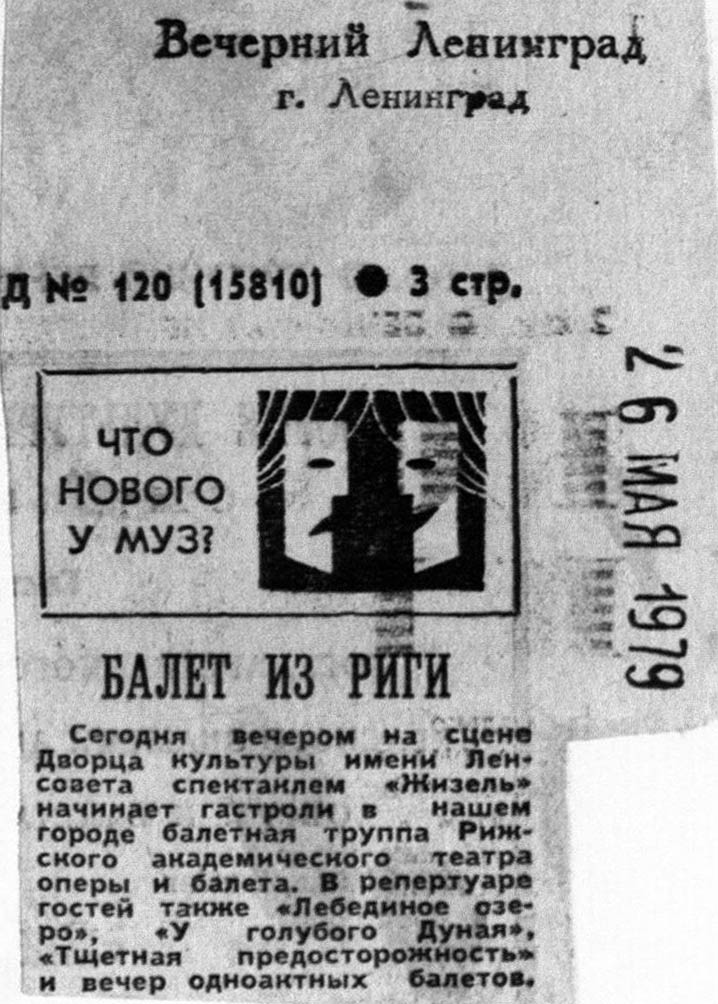 Вечерний Ленинград
г. Ленинград
Д № 120 (15810) ● 3 стр.
26 МАЯ 1979
ЧТО
НОВОГО
У МУЗ?
БАЛЕТ ИЗ РИГИ
Сегодня вечером на сцене
Дворца культуры имени Лен-
совета спектаклем «Жизель»
начинает гастроли в нашем
городе балетная труппа Риж-
ского академического театра
оперы и балета. В репертуаре
гостей также «Лебединое озе-
ро», «У голубого Дуная»,
«Тщетная предосторожность»
и вечер одноактных балетов.